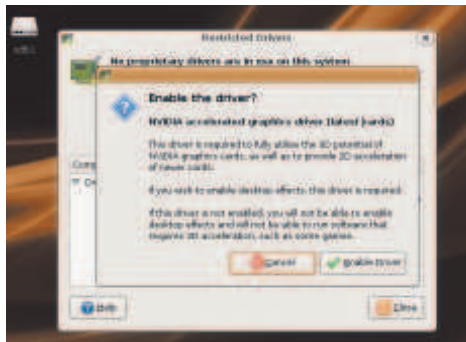 Restricted Drivers
No proprietary drivers are in use on this system.
Enable the driver?
NVIDIA accelerated graphics driver (latest cards)
This driver is required to fully utilise the 3D potential of
NVIDIA graphics cards, as well as to provide 2D acceleration
of newer cards.
If you wish to enable desktop effects, this driver is required.
If this driver is not enabled, you will not be able to enable
desktop effects and will not be able to run software that
requires 3D acceleration, such as some games.
Cancel
Enable Driver
Help
Close